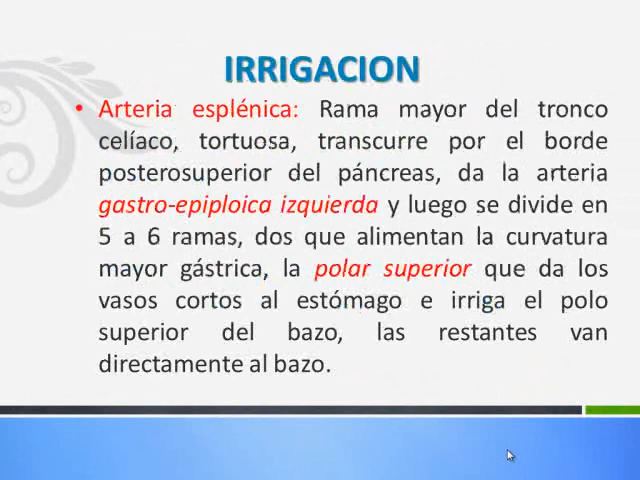 IRRIGACION
• Arteria esplénica: Rama mayor del tronco
celíaco, tortuosa, transcurre por el borde
posterosuperior del páncreas, da la arteria
gastro-epiploica izquierda y luego se divide en
5 a 6 ramas, dos que alimentan la curvatura
mayor gástrica, la polar superior que da los
vasos cortos al estómago e irriga el polo
superior del bazo, las restantes van
directamente al bazo.